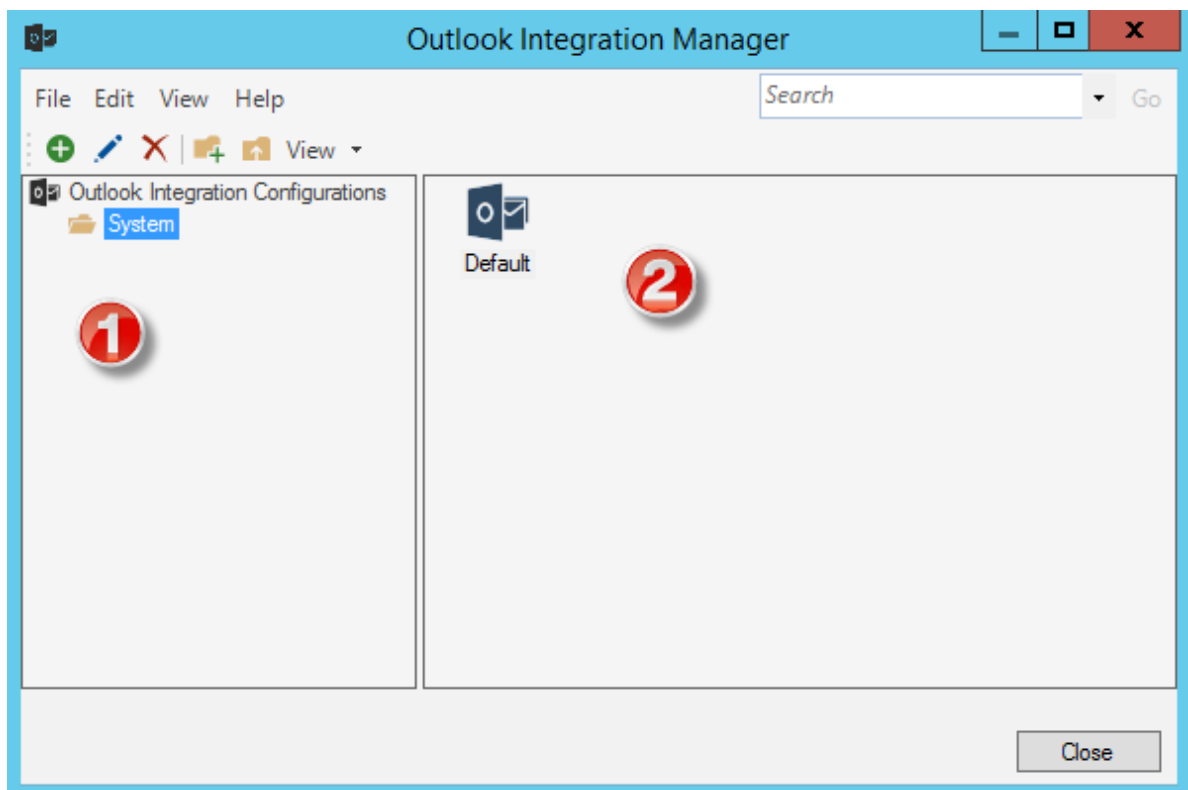 Outlook Integration Manager
File Edit View Help
Search
Go
View
Outlook Integration Configurations
System
Default
1
2
Close